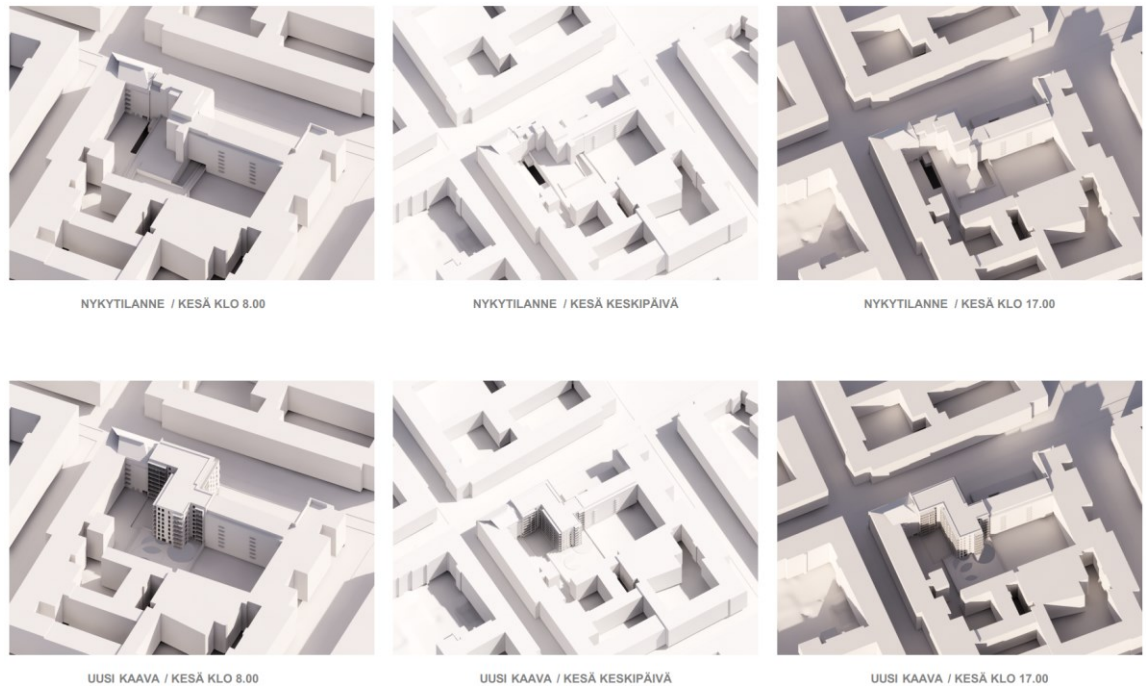 NYKYTILANNE / KESÄ KLO 8.00
NYKYTILANNE / KESÄ KESKIPÄIVÄ
NYKYTILANNE / KESÄ KLO 17.00
UUSI KAAVA / KESÄ KLO 8.00
UUSI KAAVA / KESÄ KESKIPÄIVÄ
UUSI KAAVA / KESÄ KLO 17.00